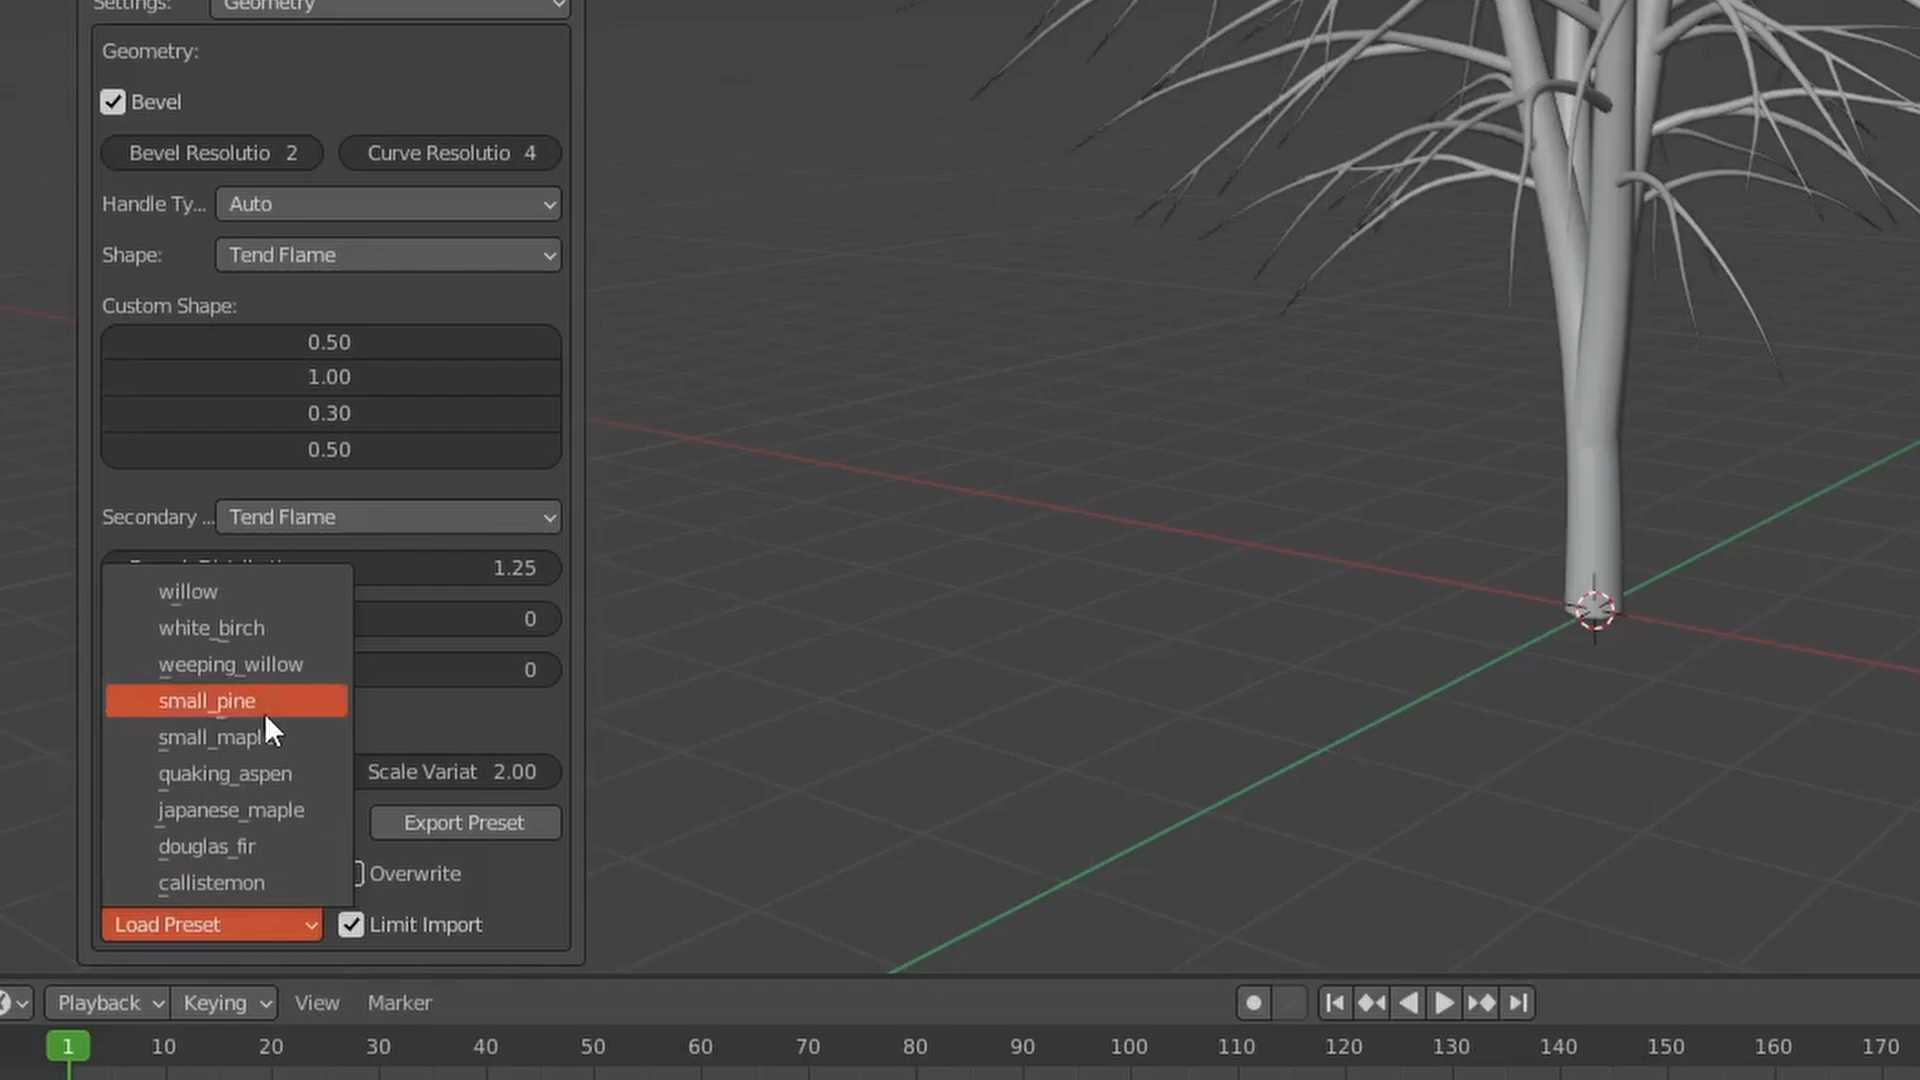 Settings: Geometry
Geometry:
Bevel
Bevel Resolutio 2 Curve Resolutio 4
Handle Ty... Auto
Shape: Tend Flame
Custom Shape:
0.50
1.00
0.30
0.50
Secondary ... Tend Flame
1.25
willow
white_birch 0
weeping_willow 0
small_pine
small_maple
quaking_aspen Scale Variat 2.00
japanese_maple Export Preset
douglas_fir
callistemon Overwrite
Load Preset Limit Import
Playback Keying View Marker
1 10 20 30 40 50 60 70 80 90 100 110 120 130 140 150 160 170